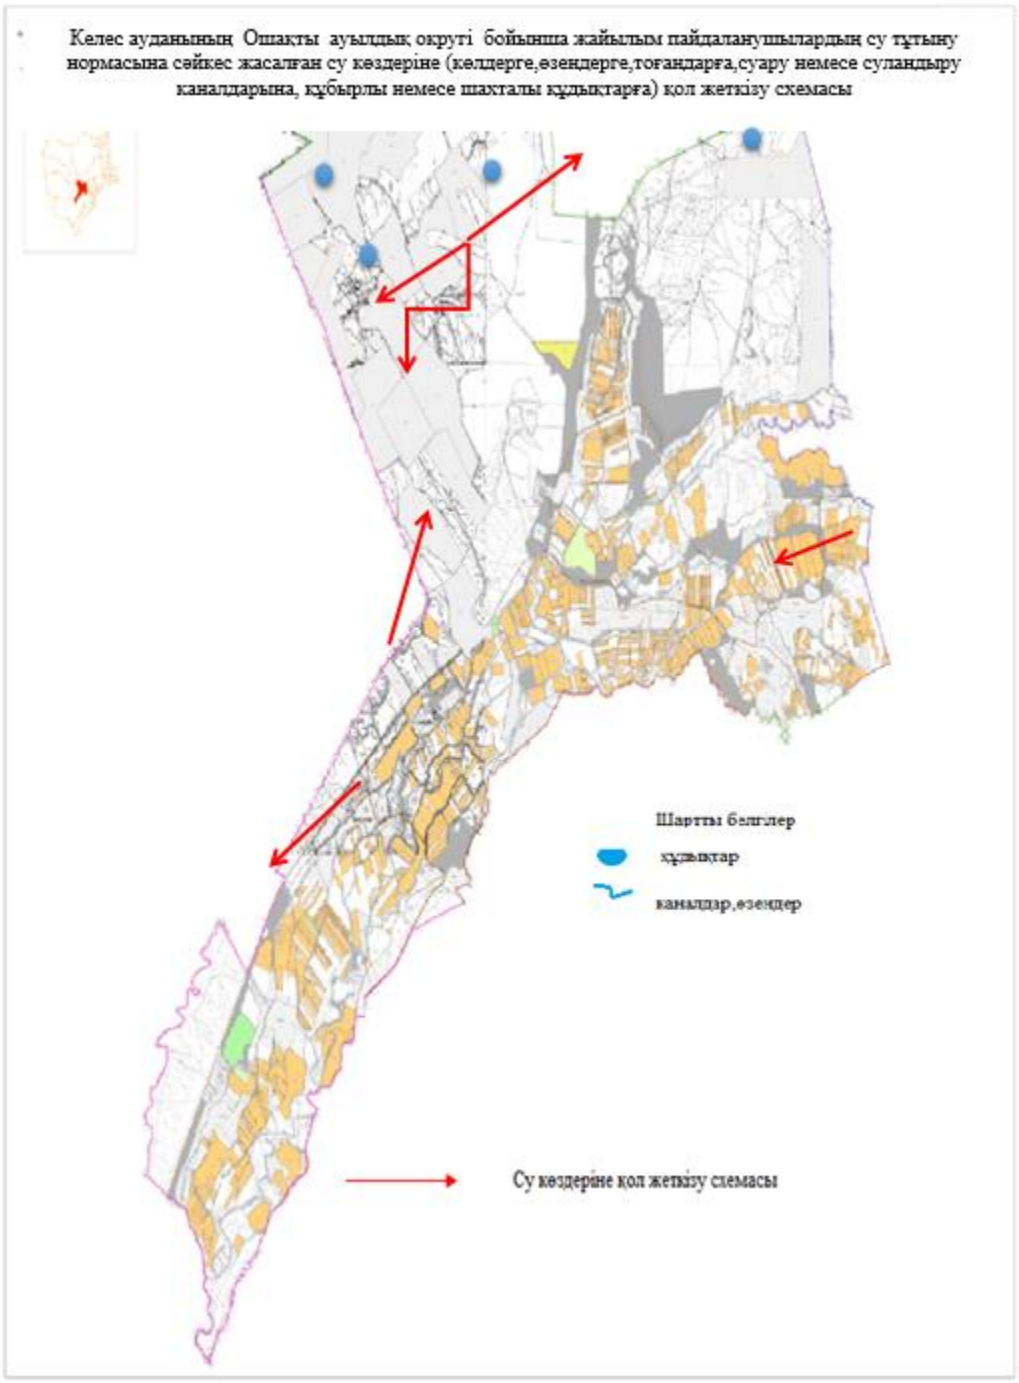 Келес ауданының Ошақты ауылдық округі бойынша жайылым пайдаланушылардың су тұтыну
нормасына сәйкес жасалған су көздеріне (көлдерге,өзендерге,тоғандарға,суару немесе суландыру
каналдарына, құбырлы немесе шахталы құдықтарға) қол жеткізу схемасы
Шартты белгілер
құдықтар
каналдар,өзендер
Су көздеріне қол жеткізу схемасы